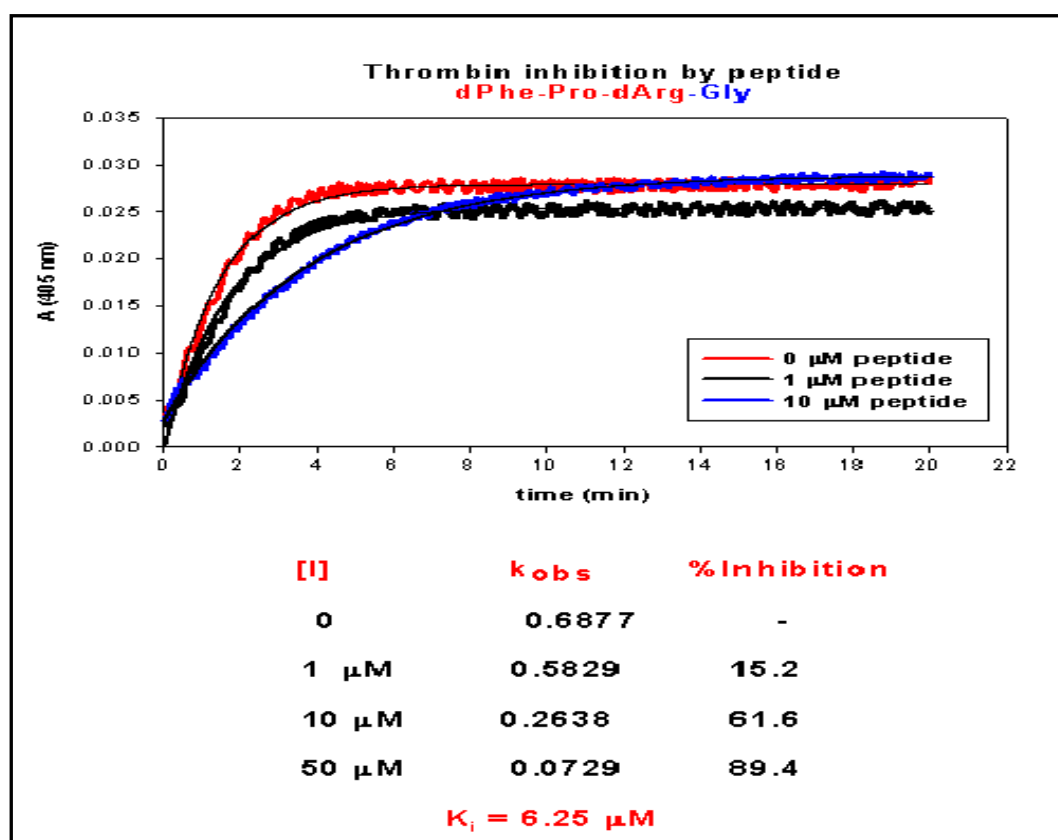 Thrombin inhibition by peptide
dPhe-Pro-dArg-Gly
0.035
0.030
0.025
0.020
0.015
0.010
0.005
0.000
A (405 nm)
0 µM peptide
1 µM peptide
10 µM peptide
0 2 4 6 8 10 12 14 16 18 20 22
time (min)
[I] kobs %Inhibition
0 0.6877 -
1 µM 0.5829 15.2
10 µM 0.2638 61.6
50 µM 0.0729 89.4
Ki = 6.25 µM